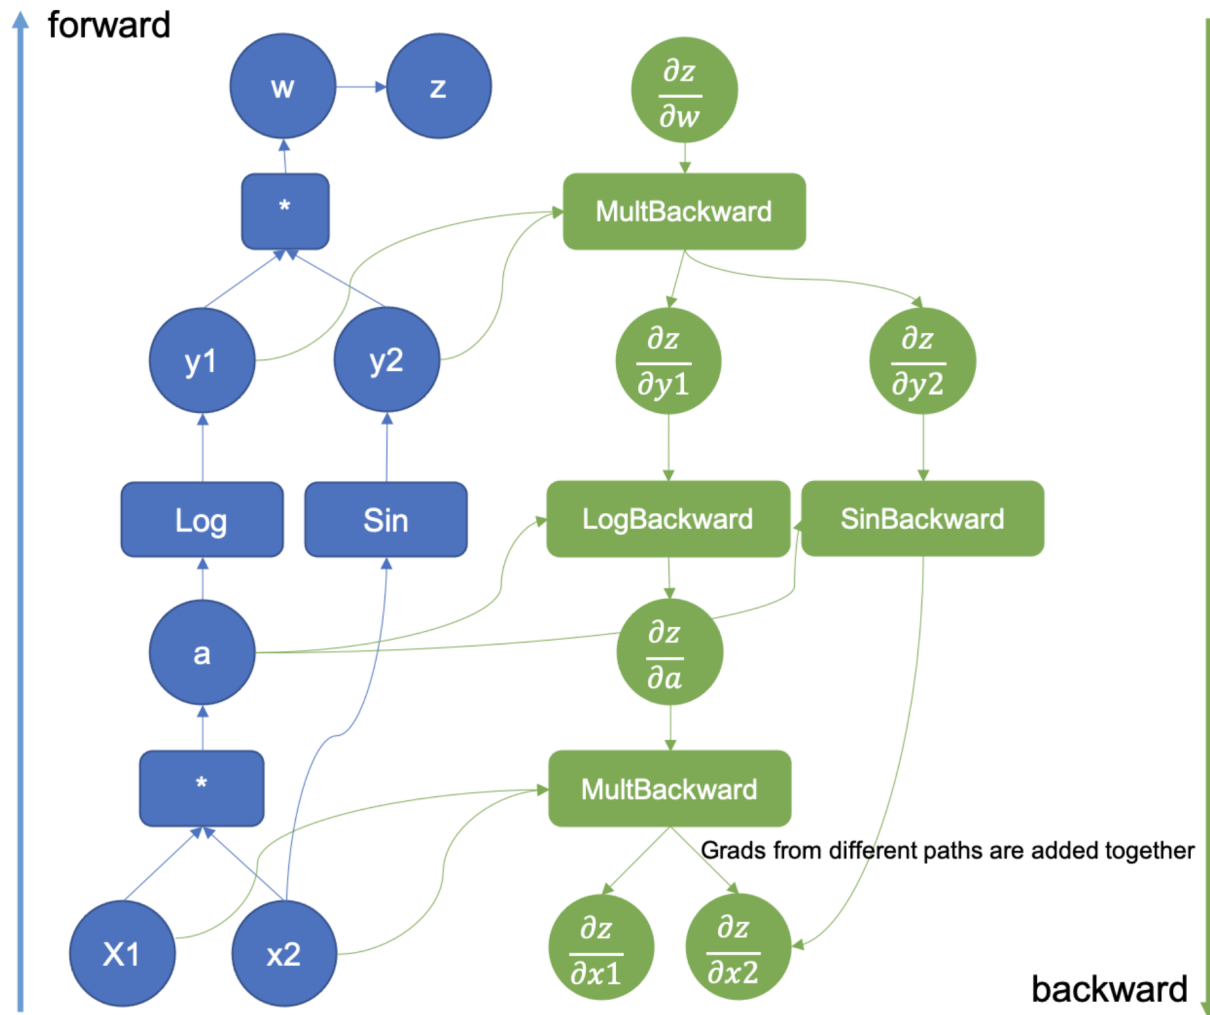 forward
w
z
∂z
∂w
*
MultBackward
y1
y2
∂z
∂y1
∂z
∂y2
Log
Sin
LogBackward
SinBackward
a
∂z
∂a
*
MultBackward
Grads from different paths are added together
X1
x2
∂z
∂x1
∂z
∂x2
backward